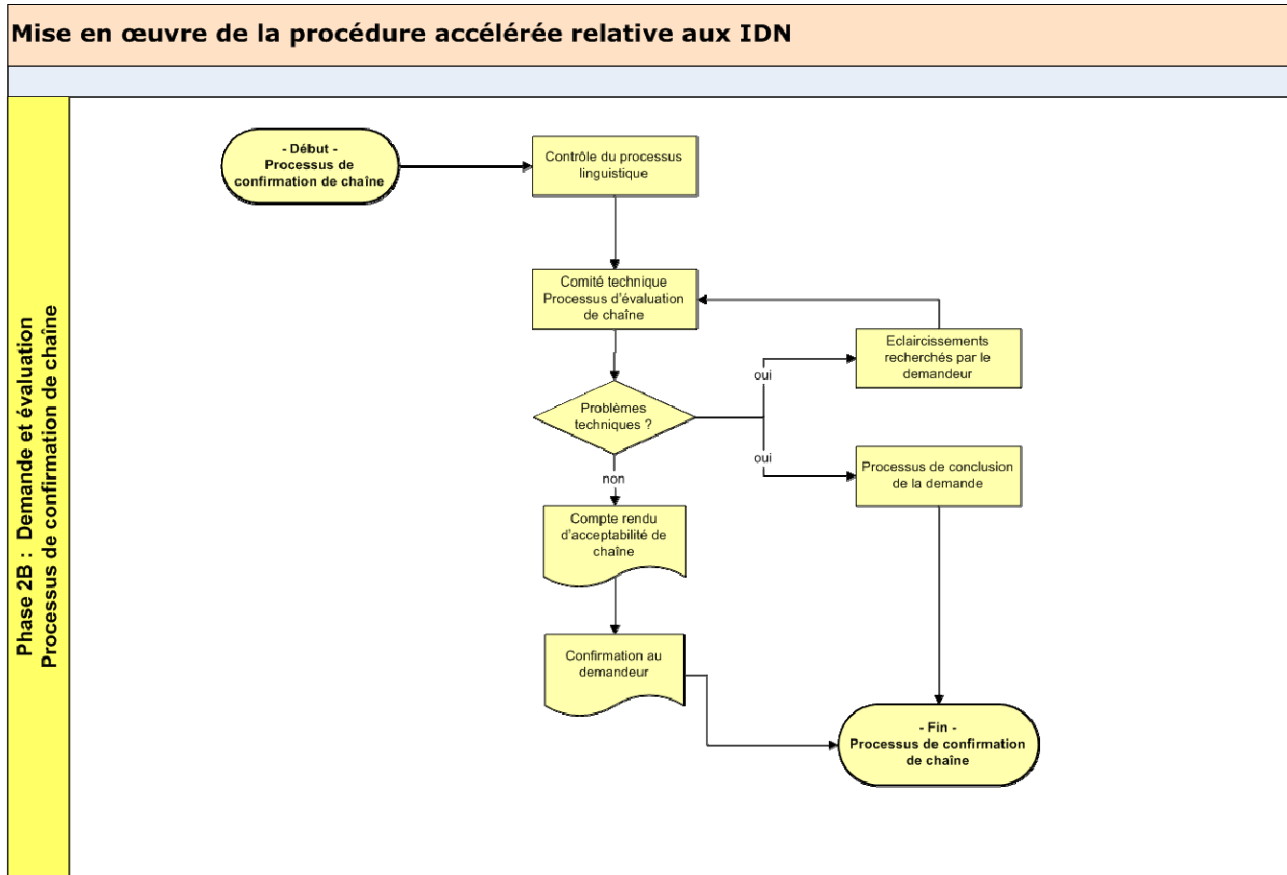 Mise en œuvre de la procédure accélérée relative aux IDN
Phase 2B : Demande et évaluation
Processus de confirmation de chaîne
- Début -
Processus de
confirmation de chaîne
Contrôle du processus
linguistique
Comité technique
Processus d'évaluation
de chaîne
Eclaircissements
recherchés par le
demandeur
oui
Problèmes
techniques ?
oui
Processus de conclusion
de la demande
non
Compte rendu
d'acceptabilité de
chaîne
Confirmation au
demandeur
- Fin -
Processus de confirmation
de chaîne